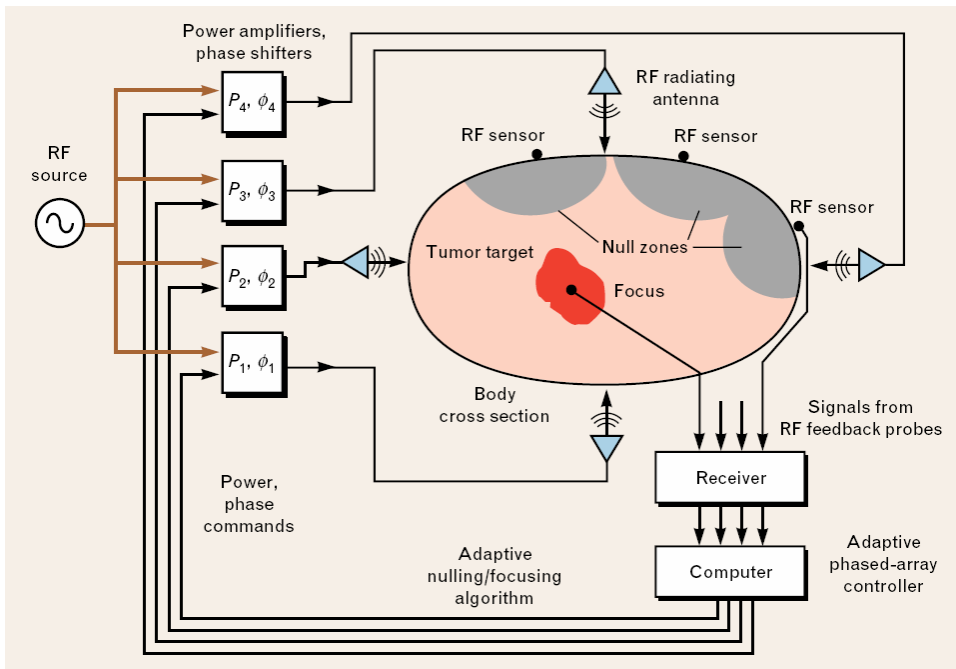 Power amplifiers,
phase shifters
RF
source
P4, ϕ4
P3, ϕ3
P2, ϕ2
P1, ϕ1
RF radiating
antenna
RF sensor
RF sensor
RF sensor
Null zones
Tumor target
Focus
Body
cross section
Signals from
RF feedback probes
Receiver
Power,
phase
commands
Adaptive
nulling/focusing
algorithm
Computer
Adaptive
phased-array
controller